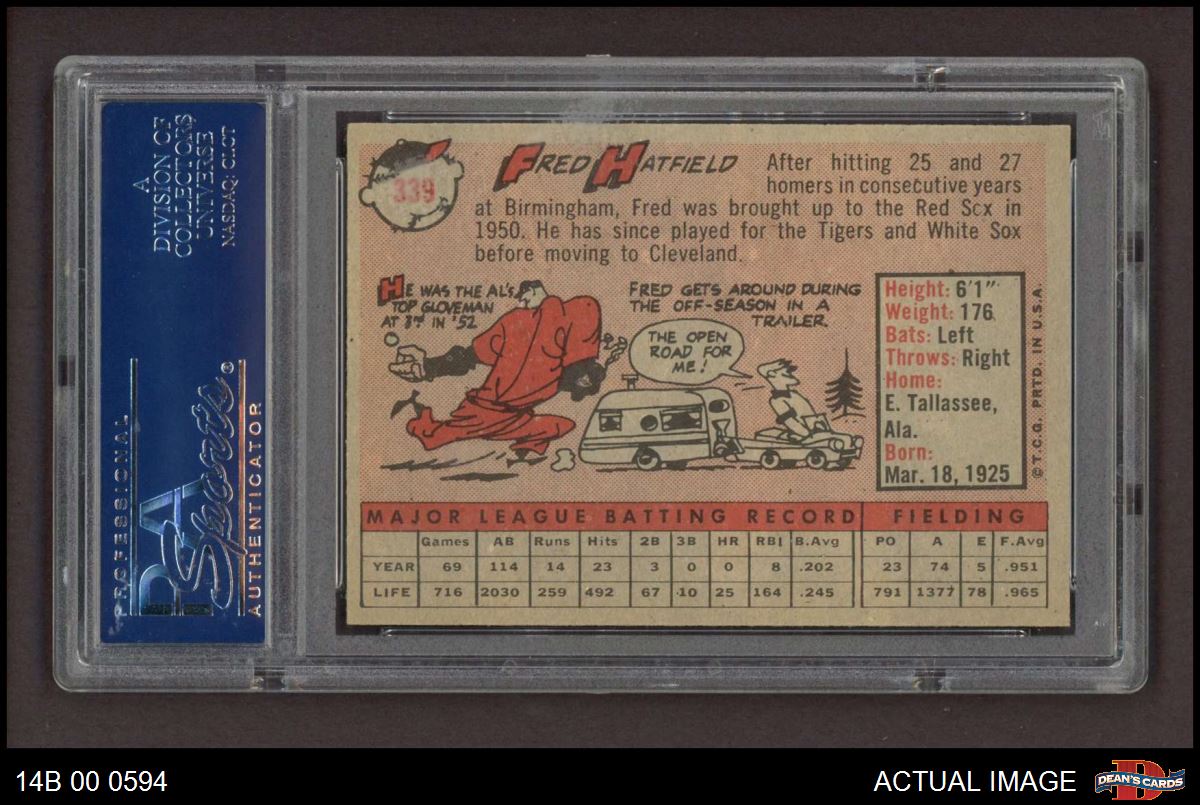 A
DIVISION OF
COLLECTORS
UNIVERSE
NASDAQ: CLCT
PROFESSIONAL
PSA
Sports®
AUTHENTICATOR
339
FRED HATFIELD
After hitting 25 and 27
homers in consecutive years
at Birmingham, Fred was brought up to the Red Scx in
1950. He has since played for the Tigers and White Sox
before moving to Cleveland.
HE WAS THE AL'S
TOP GLOVEMAN
AT 3RD IN '52
FRED GETS AROUND DURING
THE OFF-SEASON IN A
TRAILER.
THE OPEN
ROAD FOR
ME!
Height: 6'1"
Weight: 176
Bats: Left
Throws: Right
Home:
E. Tallassee,
Ala.
Born:
Mar. 18, 1925
© T.C.G. PRTD. IN U.S.A.
MAJOR LEAGUE BATTING RECORD FIELDING
Games AB Runs Hits 2B 3B HR RBI B.Avg PO A E F.Avg
YEAR 69 114 14 23 3 0 0 8 .202 23 74 5 .951
LIFE 716 2030 259 492 67 10 25 164 .245 791 1377 78 .965
14B 00 0594
ACTUAL IMAGE
D
DEAN'S CARDS